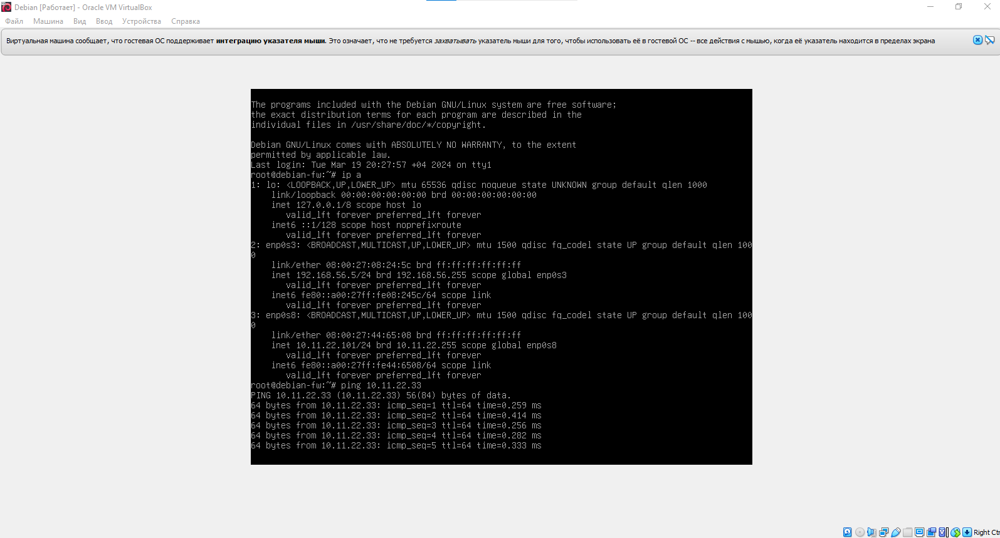 Debian [Работает] - Oracle VM VirtualBox
Файл Машина Вид Ввод Устройства Справка
Виртуальная машина сообщает, что гостевая ОС поддерживает интеграцию указателя мыши. Это означает, что не требуется захватывать указатель мыши для того, чтобы использовать её в гостевой ОС -- все действия с мышью, когда её указатель находится в пределах экрана
The programs included with the Debian GNU/Linux system are free software;
the exact distribution terms for each program are described in the
individual files in /usr/share/doc/*/copyright.
Debian GNU/Linux comes with ABSOLUTELY NO WARRANTY, to the extent
permitted by applicable law.
Last login: Tue Mar 19 20:27:57 +04 2024 on tty1
root@debian-fw:~# ip a
1: lo: <LOOPBACK,UP,LOWER_UP> mtu 65536 qdisc noqueue state UNKNOWN group default qlen 1000
link/loopback 00:00:00:00:00:00 brd 00:00:00:00:00:00
inet 127.0.0.1/8 scope host lo
valid_lft forever preferred_lft forever
inet6 ::1/128 scope host noprefixroute
valid_lft forever preferred_lft forever
2: enp0s3: <BROADCAST,MULTICAST,UP,LOWER_UP> mtu 1500 qdisc fq_codel state UP group default qlen 100
0
link/ether 08:00:27:08:24:5c brd ff:ff:ff:ff:ff:ff
inet 192.168.56.5/24 brd 192.168.56.255 scope global enp0s3
valid_lft forever preferred_lft forever
inet6 fe80::a00:27ff:fe08:245c/64 scope link
valid_lft forever preferred_lft forever
3: enp0s8: <BROADCAST,MULTICAST,UP,LOWER_UP> mtu 1500 qdisc fq_codel state UP group default qlen 100
0
link/ether 08:00:27:44:65:08 brd ff:ff:ff:ff:ff:ff
inet 10.11.22.101/24 brd 10.11.22.255 scope global enp0s8
valid_lft forever preferred_lft forever
inet6 fe80::a00:27ff:fe44:6508/64 scope link
valid_lft forever preferred_lft forever
root@debian-fw:~# ping 10.11.22.33
PING 10.11.22.33 (10.11.22.33) 56(84) bytes of data.
64 bytes from 10.11.22.33: icmp_seq=1 ttl=64 time=0.259 ms
64 bytes from 10.11.22.33: icmp_seq=2 ttl=64 time=0.414 ms
64 bytes from 10.11.22.33: icmp_seq=3 ttl=64 time=0.256 ms
64 bytes from 10.11.22.33: icmp_seq=4 ttl=64 time=0.282 ms
64 bytes from 10.11.22.33: icmp_seq=5 ttl=64 time=0.333 ms
Right Ctr